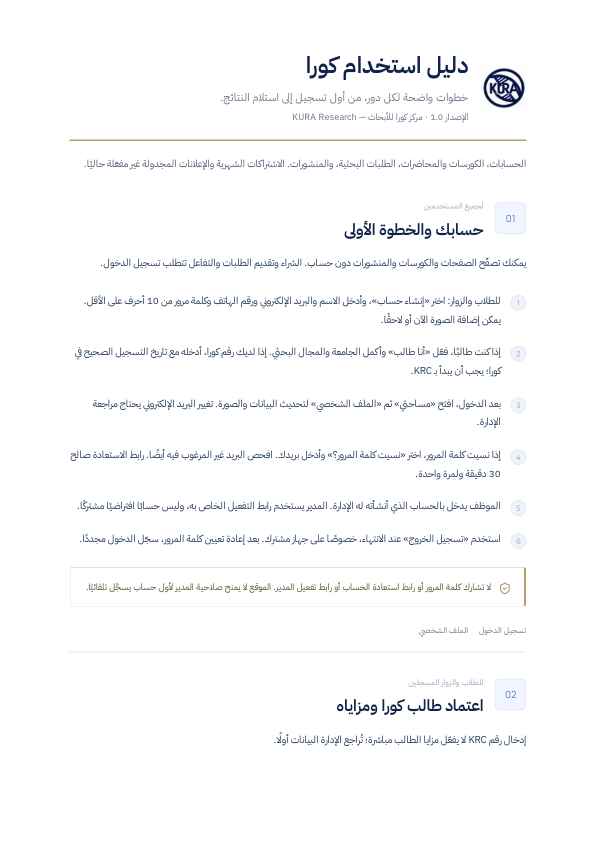 KURA
دليل استخدام كورا
خطوات واضحة لكل دور، من أول تسجيل إلى استلام النتائج.
الإصدار 1.0 · مركز كورا للأبحاث — KURA Research
الحسابات، الكورسات والمحاضرات، الطلبات البحثية، والمنشورات. الاشتراكات الشهرية والإعلانات المجدولة غير مفعّلة حاليًا.
01
لجميع المستخدمين
حسابك والخطوة الأولى
يمكنك تصفّح الصفحات والكورسات والمنشورات دون حساب. الشراء وتقديم الطلبات والتفاعل تتطلب تسجيل الدخول.
1 للطلاب والزوار: اختر «إنشاء حساب»، وأدخل الاسم والبريد الإلكتروني ورقم الهاتف وكلمة مرور من 10 أحرف على الأقل.
يمكن إضافة الصورة الآن أو لاحقًا.
2 إذا كنت طالبًا، فعّل «أنا طالب» وأكمل الجامعة والمجال البحثي. إذا لديك رقم كورا، أدخله مع تاريخ التسجيل الصحيح في
كورا؛ يجب أن يبدأ بـ KRC.
3 بعد الدخول، افتح «مساحتي» ثم «الملف الشخصي» لتحديث البيانات والصورة. تغيير البريد الإلكتروني يحتاج مراجعة
الإدارة.
4 إذا نسيت كلمة المرور، اختر «نسيت كلمة المرور؟» وأدخل بريدك. افحص البريد غير المرغوب فيه أيضًا. رابط الاستعادة صالح
30 دقيقة ولمرة واحدة.
5 الموظف يدخل بالحساب الذي أنشأته له الإدارة. المدير يستخدم رابط التفعيل الخاص به، وليس حسابًا افتراضيًا مشتركًا.
6 استخدم «تسجيل الخروج» عند الانتهاء، خصوصًا على جهاز مشترك. بعد إعادة تعيين كلمة المرور، سجّل الدخول مجددًا.
لا تشارك كلمة المرور أو رابط استعادة الحساب أو رابط تفعيل المدير. الموقع لا يمنح صلاحية المدير لأول حساب يسجّل تلقائيًا.
تسجيل الدخول الملف الشخصي
02
للطلاب والزوار المسجلين
اعتماد طالب كورا ومزاياه
إدخال رقم KRC لا يفعّل مزايا الطالب مباشرة؛ تُراجع الإدارة البيانات أولًا.